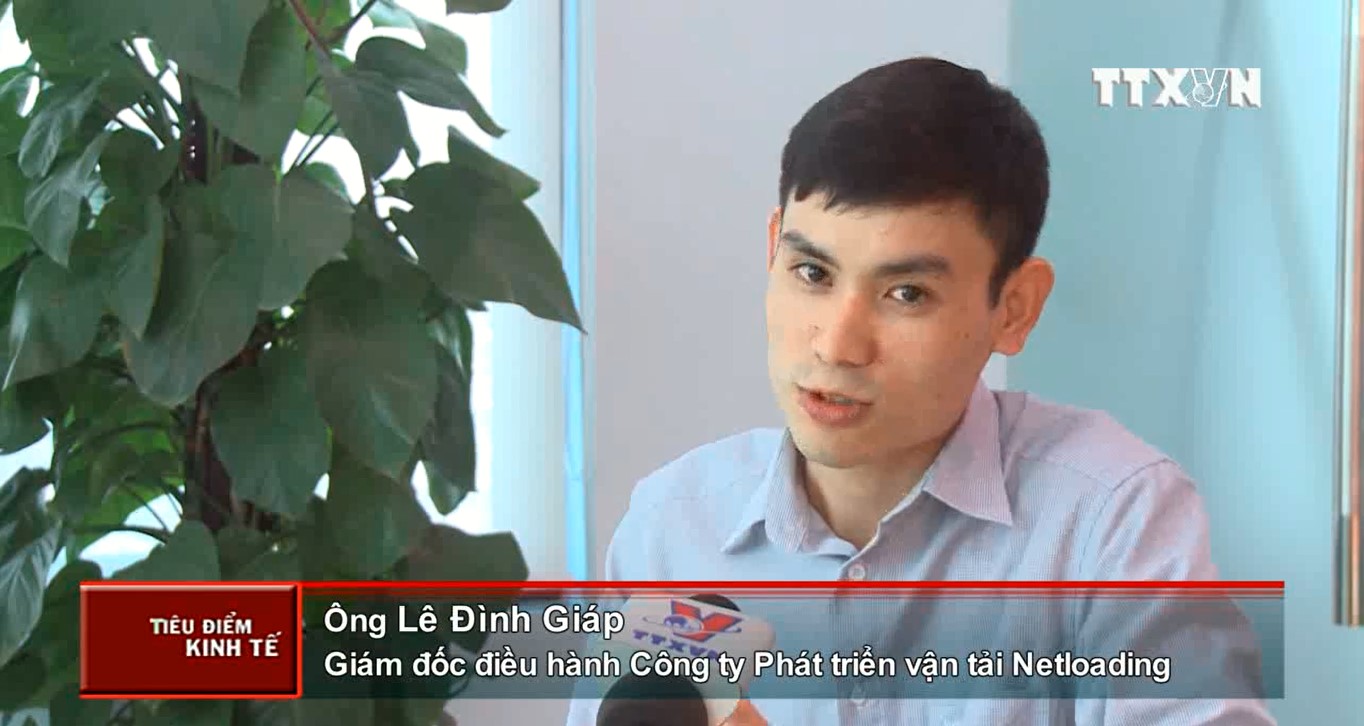 TTXVN
TIÊU ĐIỂM
KINH TẾ
Ông Lê Đình Giáp
Giám đốc điều hành Công ty Phát triển vận tải Netloading
TTXVN